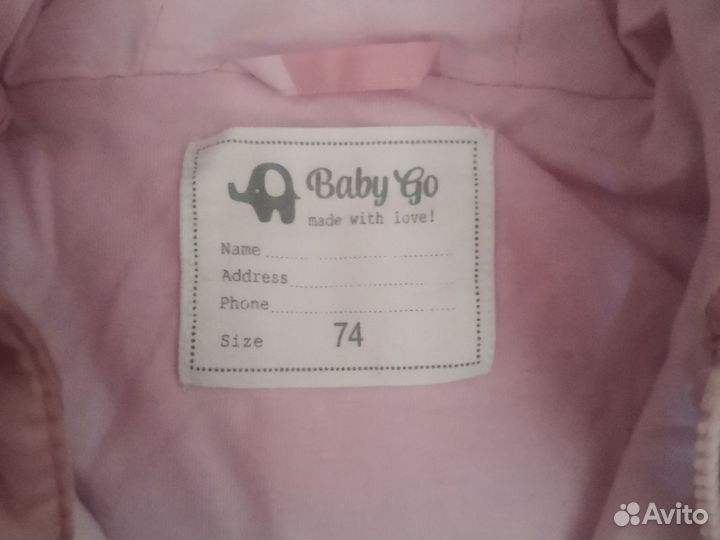 Baby Go
made with love!
Name
Address
Phone
Size 74
Avito